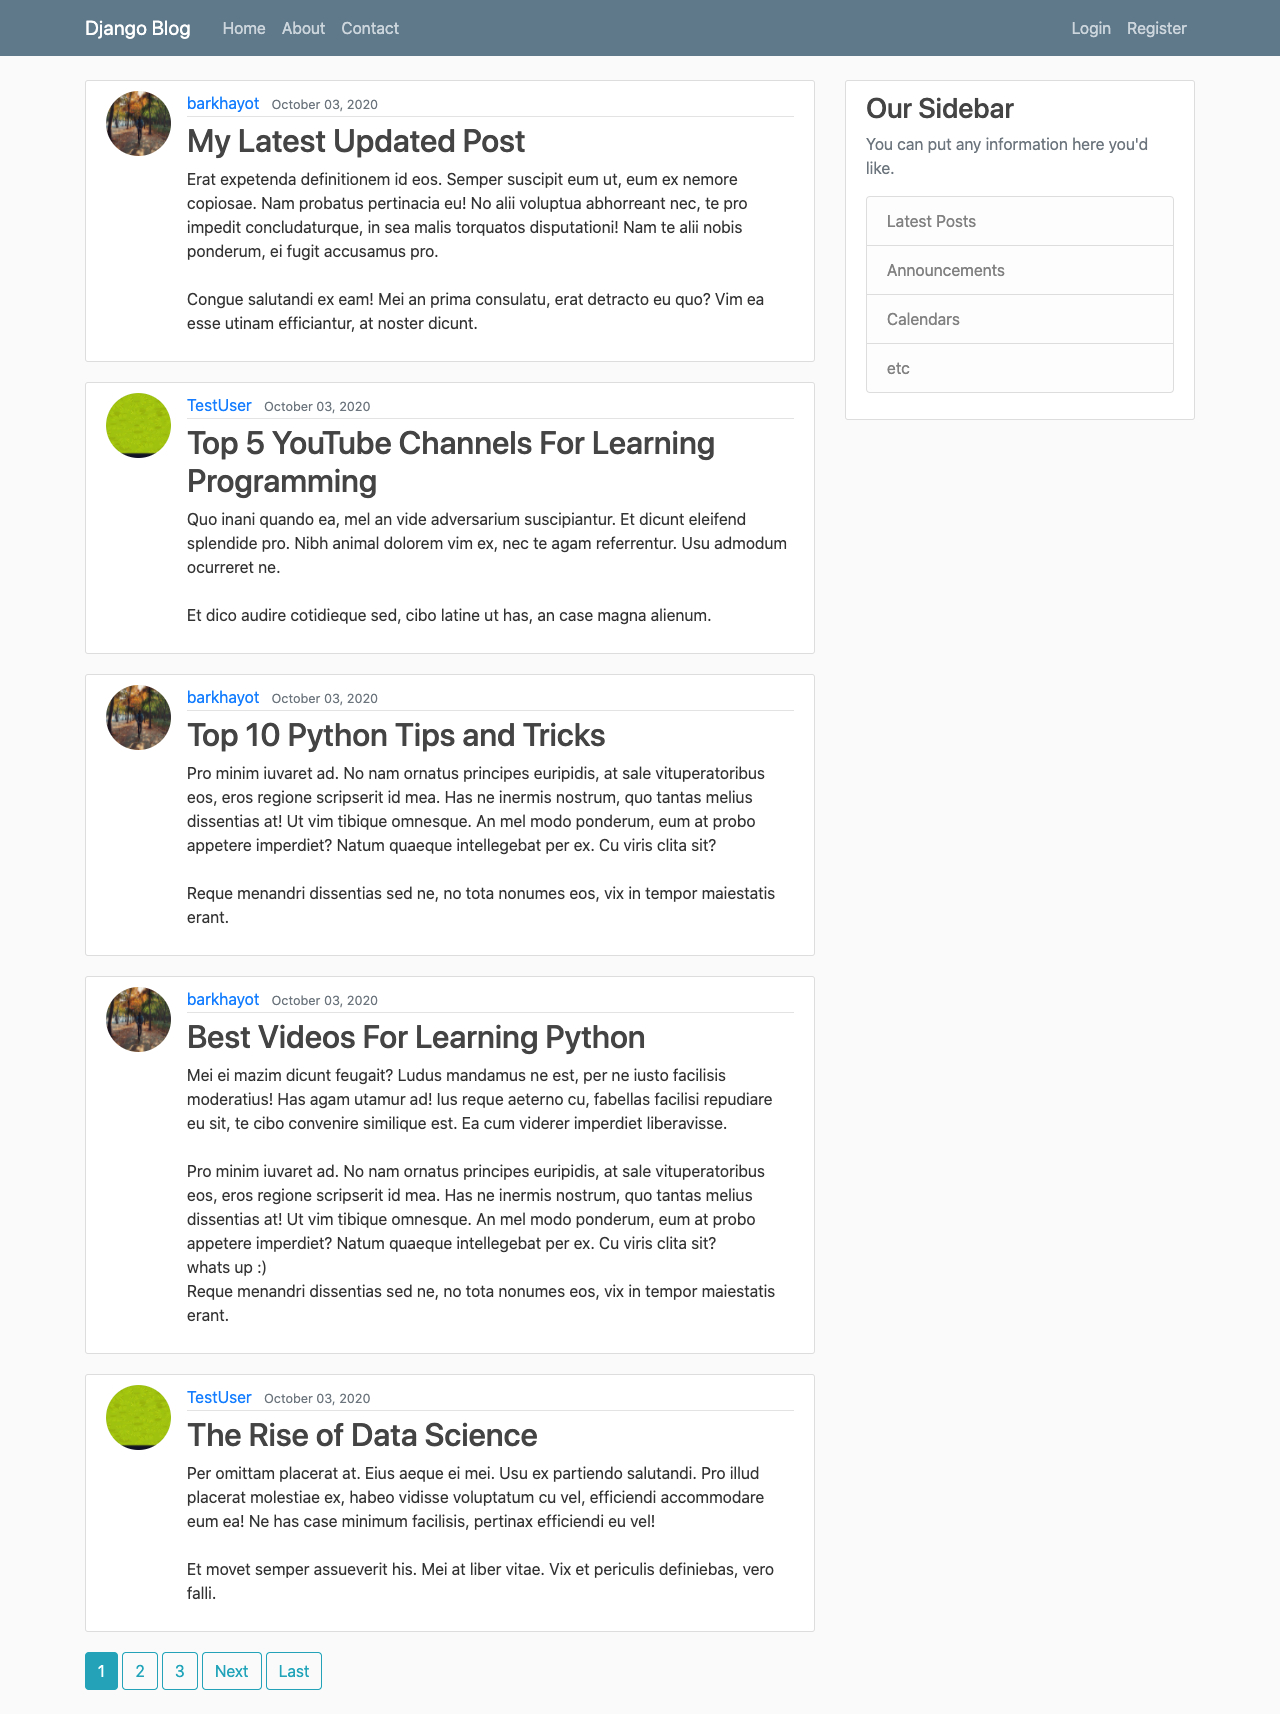 Django Blog Home About Contact Login Register
barkhayot October 03, 2020
My Latest Updated Post
Erat expetenda definitionem id eos. Semper suscipit eum ut, eum ex nemore
copiosae. Nam probatus pertinacia eu! No alii voluptua abhorreant nec, te pro
impedit concludaturque, in sea malis torquatos disputationi! Nam te alii nobis
ponderum, ei fugit accusamus pro.
Congue salutandi ex eam! Mei an prima consulatu, erat detracto eu quo? Vim ea
esse utinam efficiantur, at noster dicunt.
TestUser October 03, 2020
Top 5 YouTube Channels For Learning
Programming
Quo inani quando ea, mel an vide adversarium suscipiantur. Et dicunt eleifend
splendide pro. Nibh animal dolorem vim ex, nec te agam referrentur. Usu admodum
ocurreret ne.
Et dico audire cotidieque sed, cibo latine ut has, an case magna alienum.
barkhayot October 03, 2020
Top 10 Python Tips and Tricks
Pro minim iuvaret ad. No nam ornatus principes euripidis, at sale vituperatoribus
eos, eros regione scripserit id mea. Has ne inermis nostrum, quo tantas melius
dissentias at! Ut vim tibique omnesque. An mel modo ponderum, eum at probo
appetere imperdiet? Natum quaeque intellegebat per ex. Cu viris clita sit?
Reque menandri dissentias sed ne, no tota nonumes eos, vix in tempor maiestatis
erant.
barkhayot October 03, 2020
Best Videos For Learning Python
Mei ei mazim dicunt feugait? Ludus mandamus ne est, per ne iusto facilisis
moderatius! Has agam utamur ad! Ius reque aeterno cu, fabellas facilisi repudiare
eu sit, te cibo convenire similique est. Ea cum viderer imperdiet liberavisse.
Pro minim iuvaret ad. No nam ornatus principes euripidis, at sale vituperatoribus
eos, eros regione scripserit id mea. Has ne inermis nostrum, quo tantas melius
dissentias at! Ut vim tibique omnesque. An mel modo ponderum, eum at probo
appetere imperdiet? Natum quaeque intellegebat per ex. Cu viris clita sit?
whats up :)
Reque menandri dissentias sed ne, no tota nonumes eos, vix in tempor maiestatis
erant.
TestUser October 03, 2020
The Rise of Data Science
Per omittam placerat at. Eius aeque ei mei. Usu ex partiendo salutandi. Pro illud
placerat molestiae ex, habeo vidisse voluptatum cu vel, efficiendi accommodare
eum ea! Ne has case minimum facilisis, pertinax efficiendi eu vel!
Et movet semper assueverit his. Mei at liber vitae. Vix et periculis definiebas, vero
falli.
1 2 3 Next Last
Our Sidebar
You can put any information here you'd
like.
Latest Posts
Announcements
Calendars
etc